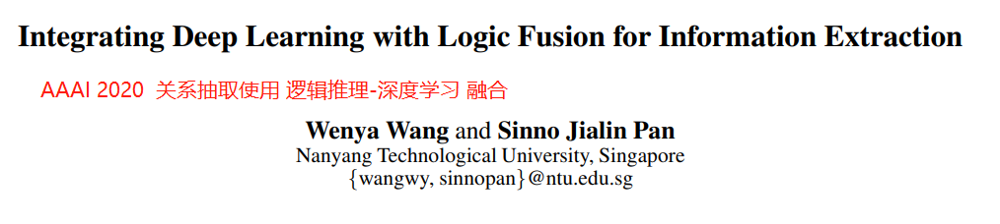 Integrating Deep Learning with Logic Fusion for Information Extraction
AAAI 2020 关系抽取使用 逻辑推理-深度学习 融合
Wenya Wang and Sinno Jialin Pan
Nanyang Technological University, Singapore
{wangwy, sinnopan}@ntu.edu.sg